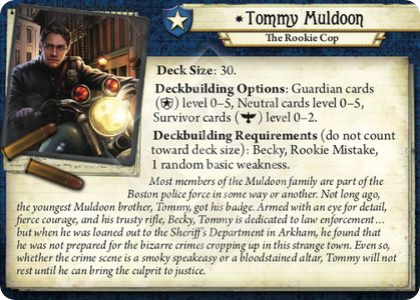 *Tommy Muldoon
The Rookie Cop
Deck Size: 30.
Deckbuilding Options: Guardian cards
() level 0–5, Neutral cards level 0–5,
Survivor cards () level 0–2.
Deckbuilding Requirements (do not count
toward deck size): Becky, Rookie Mistake,
1 random basic weakness.
Most members of the Muldoon family are part of the
Boston police force in some way or another. Not long ago,
the youngest Muldoon brother, Tommy, got his badge. Armed with an eye for detail,
fierce courage, and his trusty rifle, Becky, Tommy is dedicated to law enforcement...
but when he was loaned out to the Sheriff's Department in Arkham, he found that
he was not prepared for the bizarre crimes cropping up in this strange town. Even so,
whether the crime scene is a smoky speakeasy or a bloodstained altar, Tommy will not
rest until he can bring the culprit to justice.